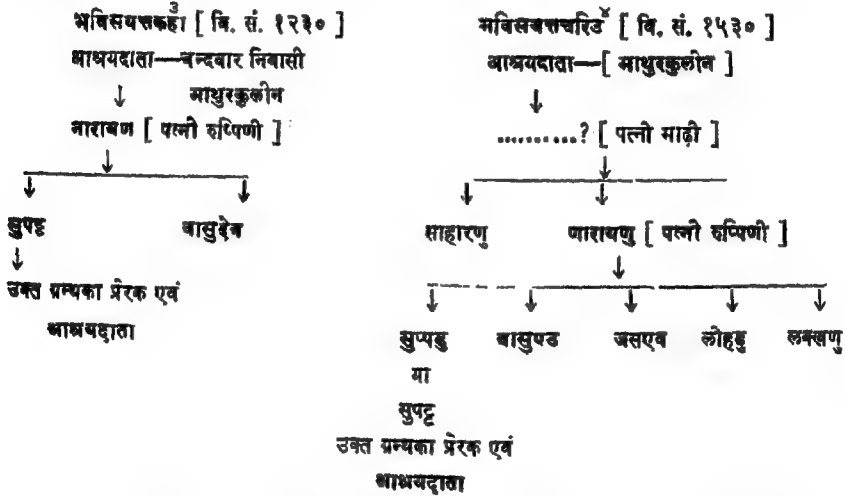 भविसयत्तकहा³ [ वि. सं. १२३० ]
आश्रयदाता—चन्दवार निवासी
माथुरकुलीन
↓
नारायण [ पत्नी रुप्पिणी ]
↓
↓ ↓
सुपट्ट वासुदेव
↓
उक्त ग्रन्थका प्रेरक एवं
आश्रयदाता
भविसयत्तचरिउ⁴ [ वि. सं. १५३० ]
आश्रयदाता—[ माथुरकुलीन ]
↓
..........? [ पत्नी माढ़ी ]
↓
↓ ↓
साहारणु णारायणु [ पत्नी रुप्पिणी ]
↓
↓ ↓ ↓ ↓ ↓
सुप्पडु वासुएउ जसएव लोहडु लक्खणु
या
सुपट्ट
उक्त ग्रन्थका प्रेरक एवं
आश्रयदाता